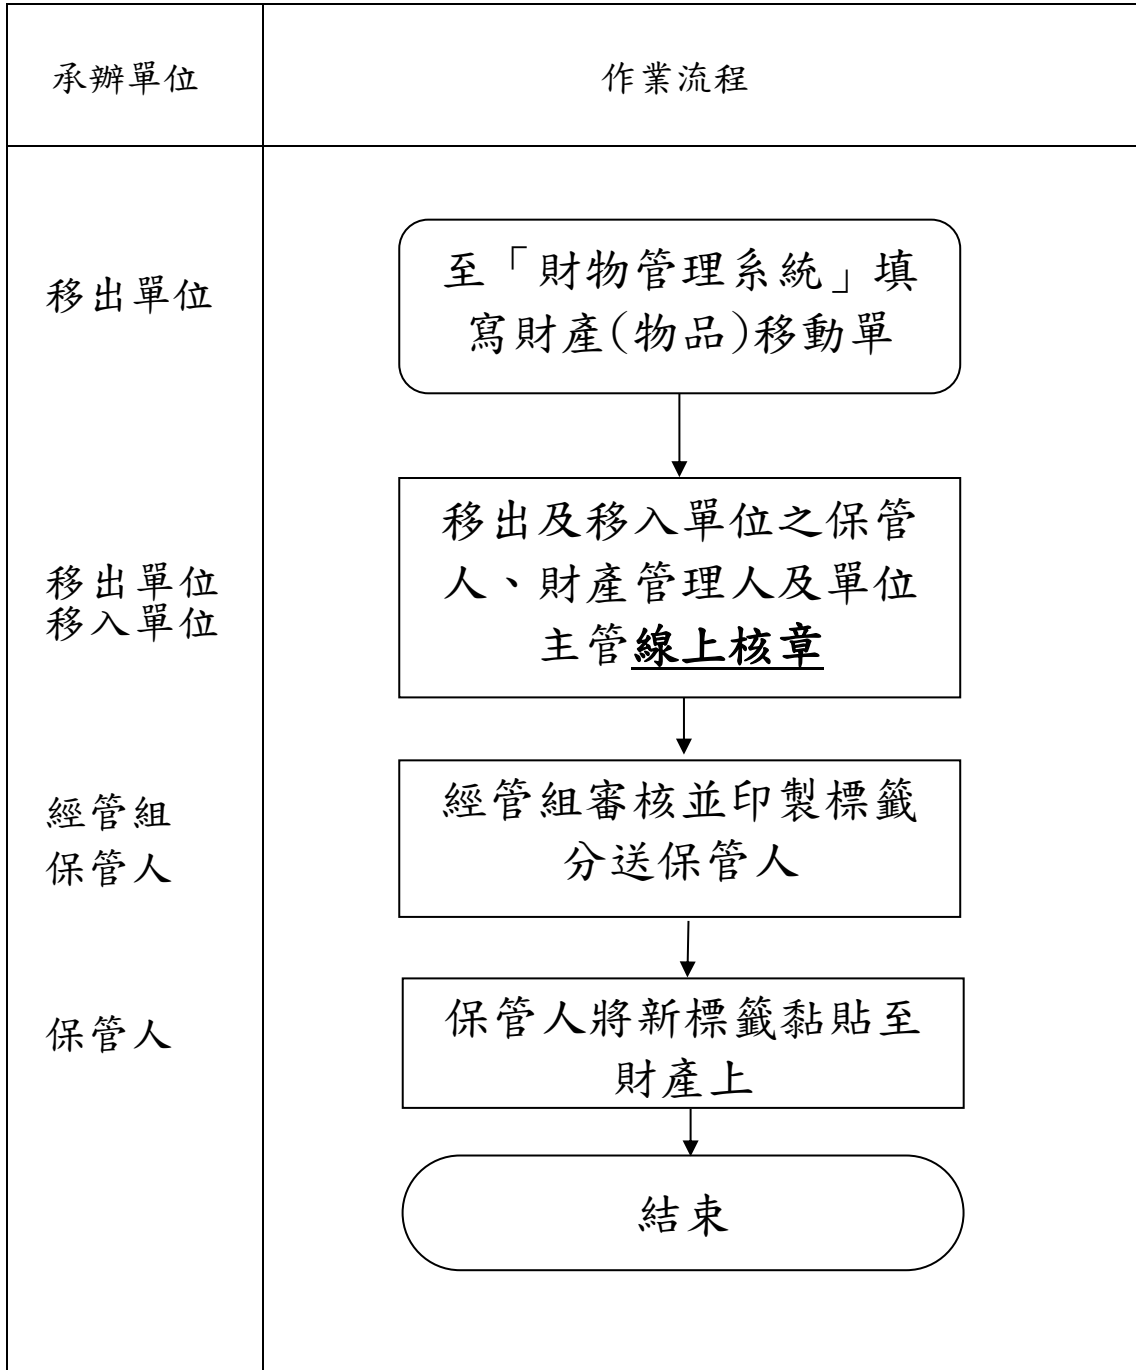 承辦單位
作業流程
移出單位
至「財物管理系統」填
寫財產(物品)移動單
移出單位
移入單位
移出及移入單位之保管
人、財產管理人及單位
主管線上核章
經管組
保管人
經管組審核並印製標籤
分送保管人
保管人
保管人將新標籤黏貼至
財產上
結束